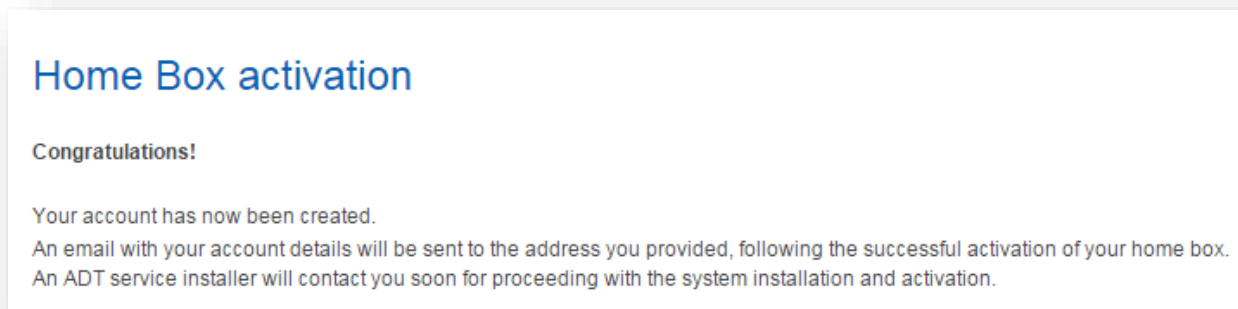 Home Box activation
Congratulations!
Your account has now been created.
An email with your account details will be sent to the address you provided, following the successful activation of your home box.
An ADT service installer will contact you soon for proceeding with the system installation and activation.